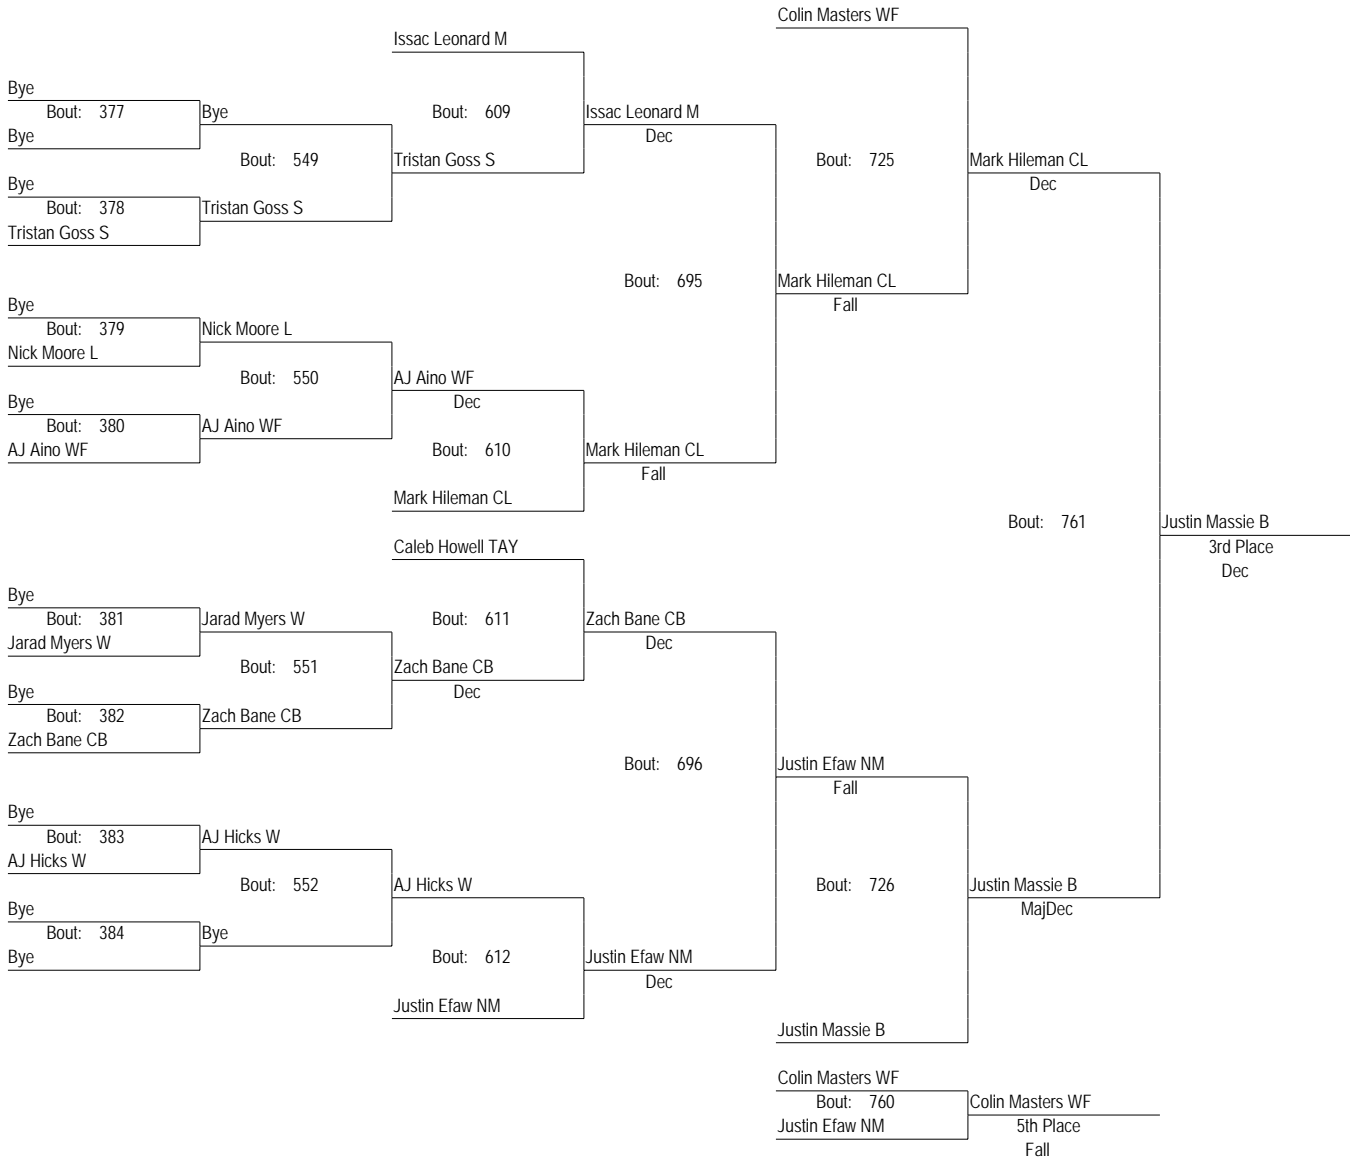 Colin Masters WF
Issac Leonard M
Bye
Bout: 377
Bye
Bout: 609
Issac Leonard M
Bye
Dec
Bout: 549
Tristan Goss S
Bout: 725
Mark Hileman CL
Bye
Dec
Bout: 378
Tristan Goss S
Tristan Goss S
Bout: 695
Mark Hileman CL
Bye
Fall
Bout: 379
Nick Moore L
Nick Moore L
Bout: 550
AJ Aino WF
Bye
Dec
Bout: 380
AJ Aino WF
AJ Aino WF
Bout: 610
Mark Hileman CL
Fall
Mark Hileman CL
Bout: 761
Justin Massie B
Caleb Howell TAY
3rd Place
Dec
Bye
Bout: 381
Jarad Myers W
Bout: 611
Zach Bane CB
Jarad Myers W
Dec
Bout: 551
Zach Bane CB
Bye
Dec
Bout: 382
Zach Bane CB
Zach Bane CB
Bout: 696
Justin Efaw NM
Fall
Bye
Bout: 383
AJ Hicks W
AJ Hicks W
Bout: 552
AJ Hicks W
Bout: 726
Justin Massie B
Bye
MajDec
Bout: 384
Bye
Bye
Bout: 612
Justin Efaw NM
Dec
Justin Efaw NM
Justin Massie B
Colin Masters WF
Bout: 760
Colin Masters WF
Justin Efaw NM
5th Place
Fall